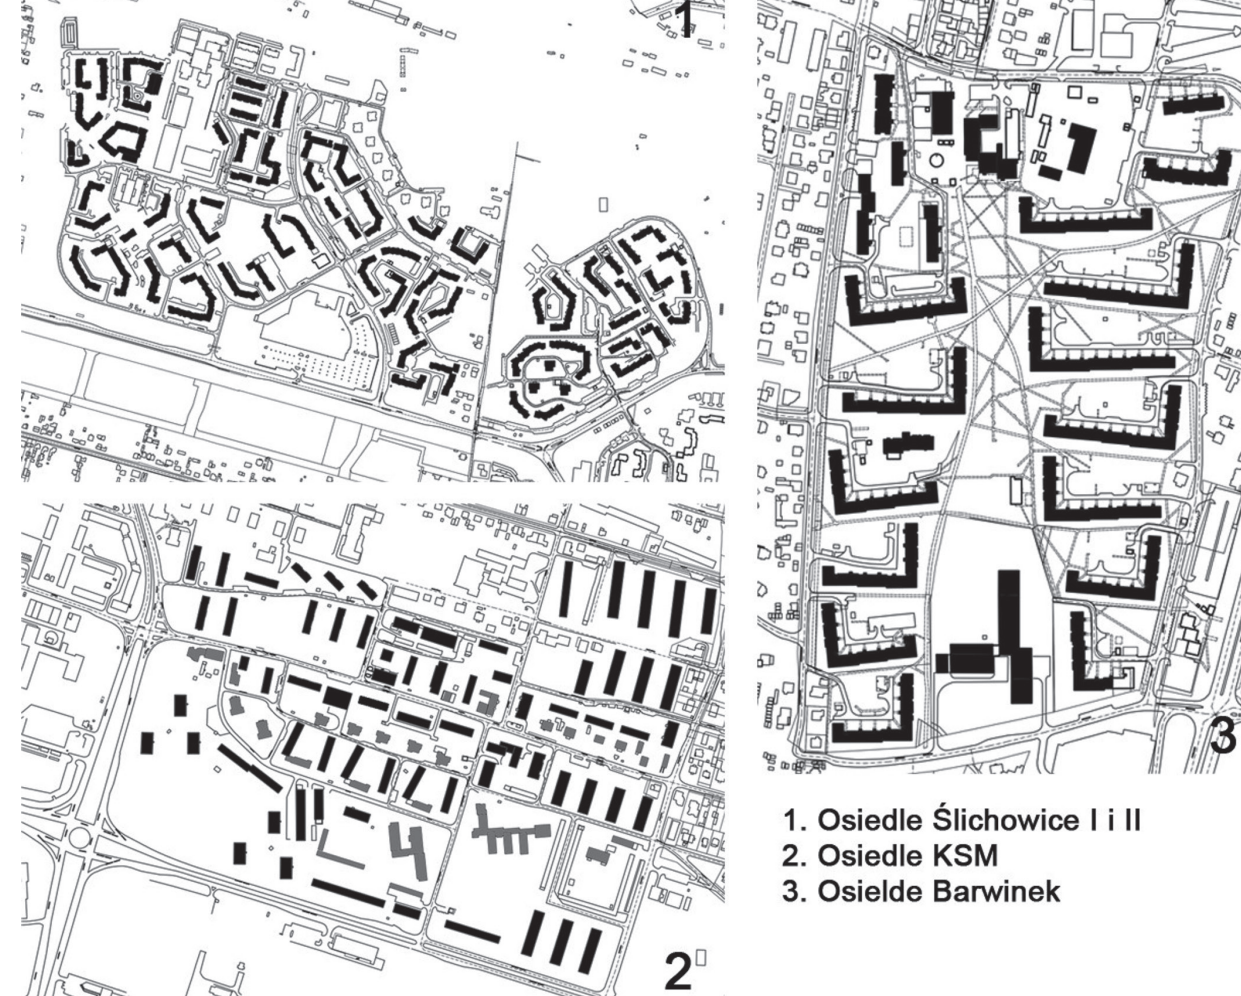 1
2
3
1. Osiedle Ślichowice I i II
2. Osiedle KSM
3. Osielde Barwinek